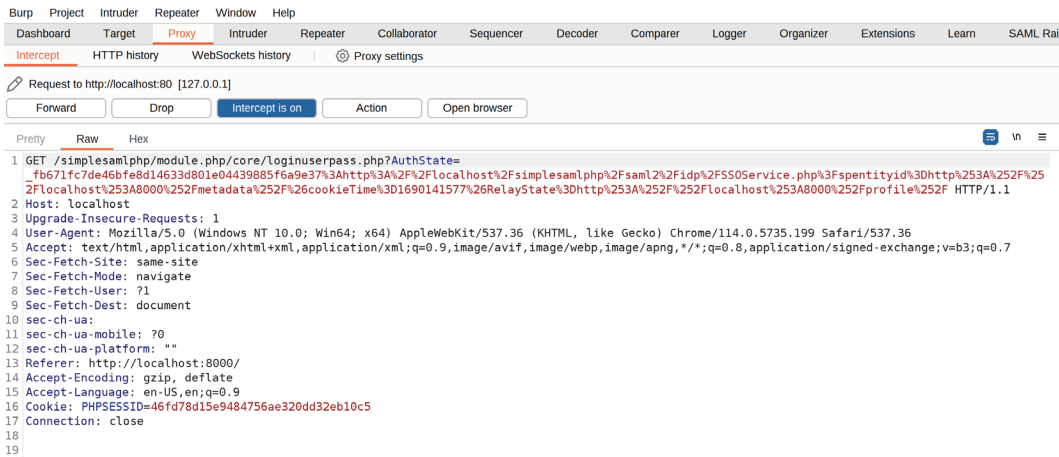 Burp Project Intruder Repeater Window Help
Dashboard Target Proxy Intruder Repeater Collaborator Sequencer Decoder Comparer Logger Organizer Extensions Learn SAML Rai
Intercept HTTP history WebSockets history Proxy settings
Request to http://localhost:80 [127.0.0.1]
Forward Drop Intercept is on Action Open browser
Pretty Raw Hex \n
1 GET /simplesamlphp/module.php/core/loginuserpass.php?AuthState=
_fb671fc7de46bfe8d14633d801e04439885f6a9e37%3Ahttp%3A%2F%2Flocalhost%2Fsimplesamlphp%2Fsaml2%2Fidp%2FSSOService.php%3Fspentityid%3Dhttp%253A%252F%25
2Flocalhost%253A8000%252Fmetadata%252F%26cookieTime%3D1690141577%26RelayState%3Dhttp%253A%252F%252Flocalhost%253A8000%252Fprofile%252F HTTP/1.1
2 Host: localhost
3 Upgrade-Insecure-Requests: 1
4 User-Agent: Mozilla/5.0 (Windows NT 10.0; Win64; x64) AppleWebKit/537.36 (KHTML, like Gecko) Chrome/114.0.5735.199 Safari/537.36
5 Accept: text/html,application/xhtml+xml,application/xml;q=0.9,image/avif,image/webp,image/apng,*/*;q=0.8,application/signed-exchange;v=b3;q=0.7
6 Sec-Fetch-Site: same-site
7 Sec-Fetch-Mode: navigate
8 Sec-Fetch-User: ?1
9 Sec-Fetch-Dest: document
10 sec-ch-ua:
11 sec-ch-ua-mobile: ?0
12 sec-ch-ua-platform: ""
13 Referer: http://localhost:8000/
14 Accept-Encoding: gzip, deflate
15 Accept-Language: en-US,en;q=0.9
16 Cookie: PHPSESSID=46fd78d15e9484756ae320dd32eb10c5
17 Connection: close
18
19